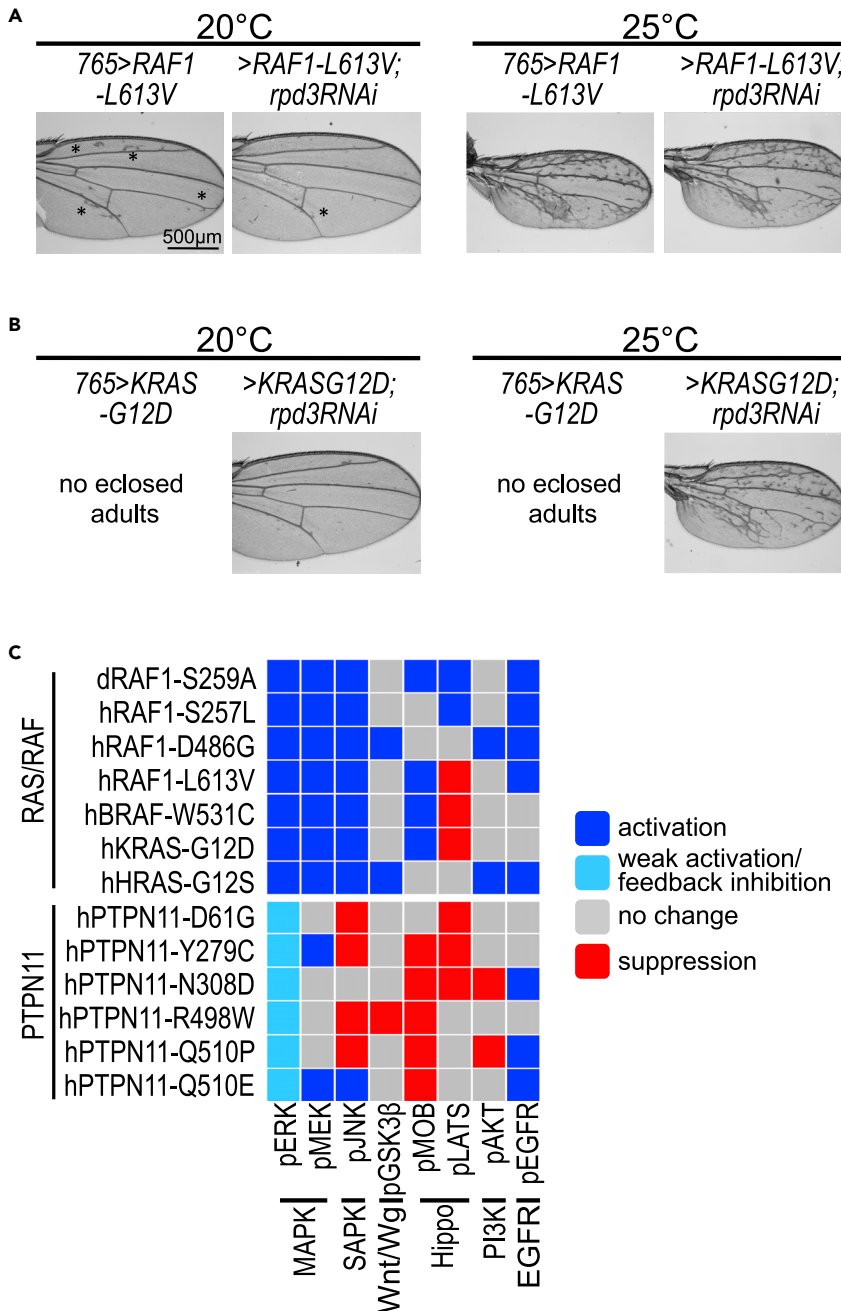 A
20°C
25°C
765>RAF1
-L613V
>RAF1-L613V;
rpd3RNAi
765>RAF1
-L613V
>RAF1-L613V;
rpd3RNAi
*
*
*
*
*
500µm
B
20°C
25°C
765>KRAS
-G12D
>KRASG12D;
rpd3RNAi
765>KRAS
-G12D
>KRASG12D;
rpd3RNAi
no eclosed
adults
no eclosed
adults
C
RAS/RAF
dRAF1-S259A
hRAF1-S257L
hRAF1-D486G
hRAF1-L613V
hBRAF-W531C
hKRAS-G12D
hHRAS-G12S
PTPN11
hPTPN11-D61G
hPTPN11-Y279C
hPTPN11-N308D
hPTPN11-R498W
hPTPN11-Q510P
hPTPN11-Q510E
activation
weak activation/
feedback inhibition
no change
suppression
pERK
pMEK
pJNK
pGSK3β
pMOB
pLATS
pAKT
pEGFR
MAPK
SAPK
Wnt/Wg
Hippo
PI3K
EGFR